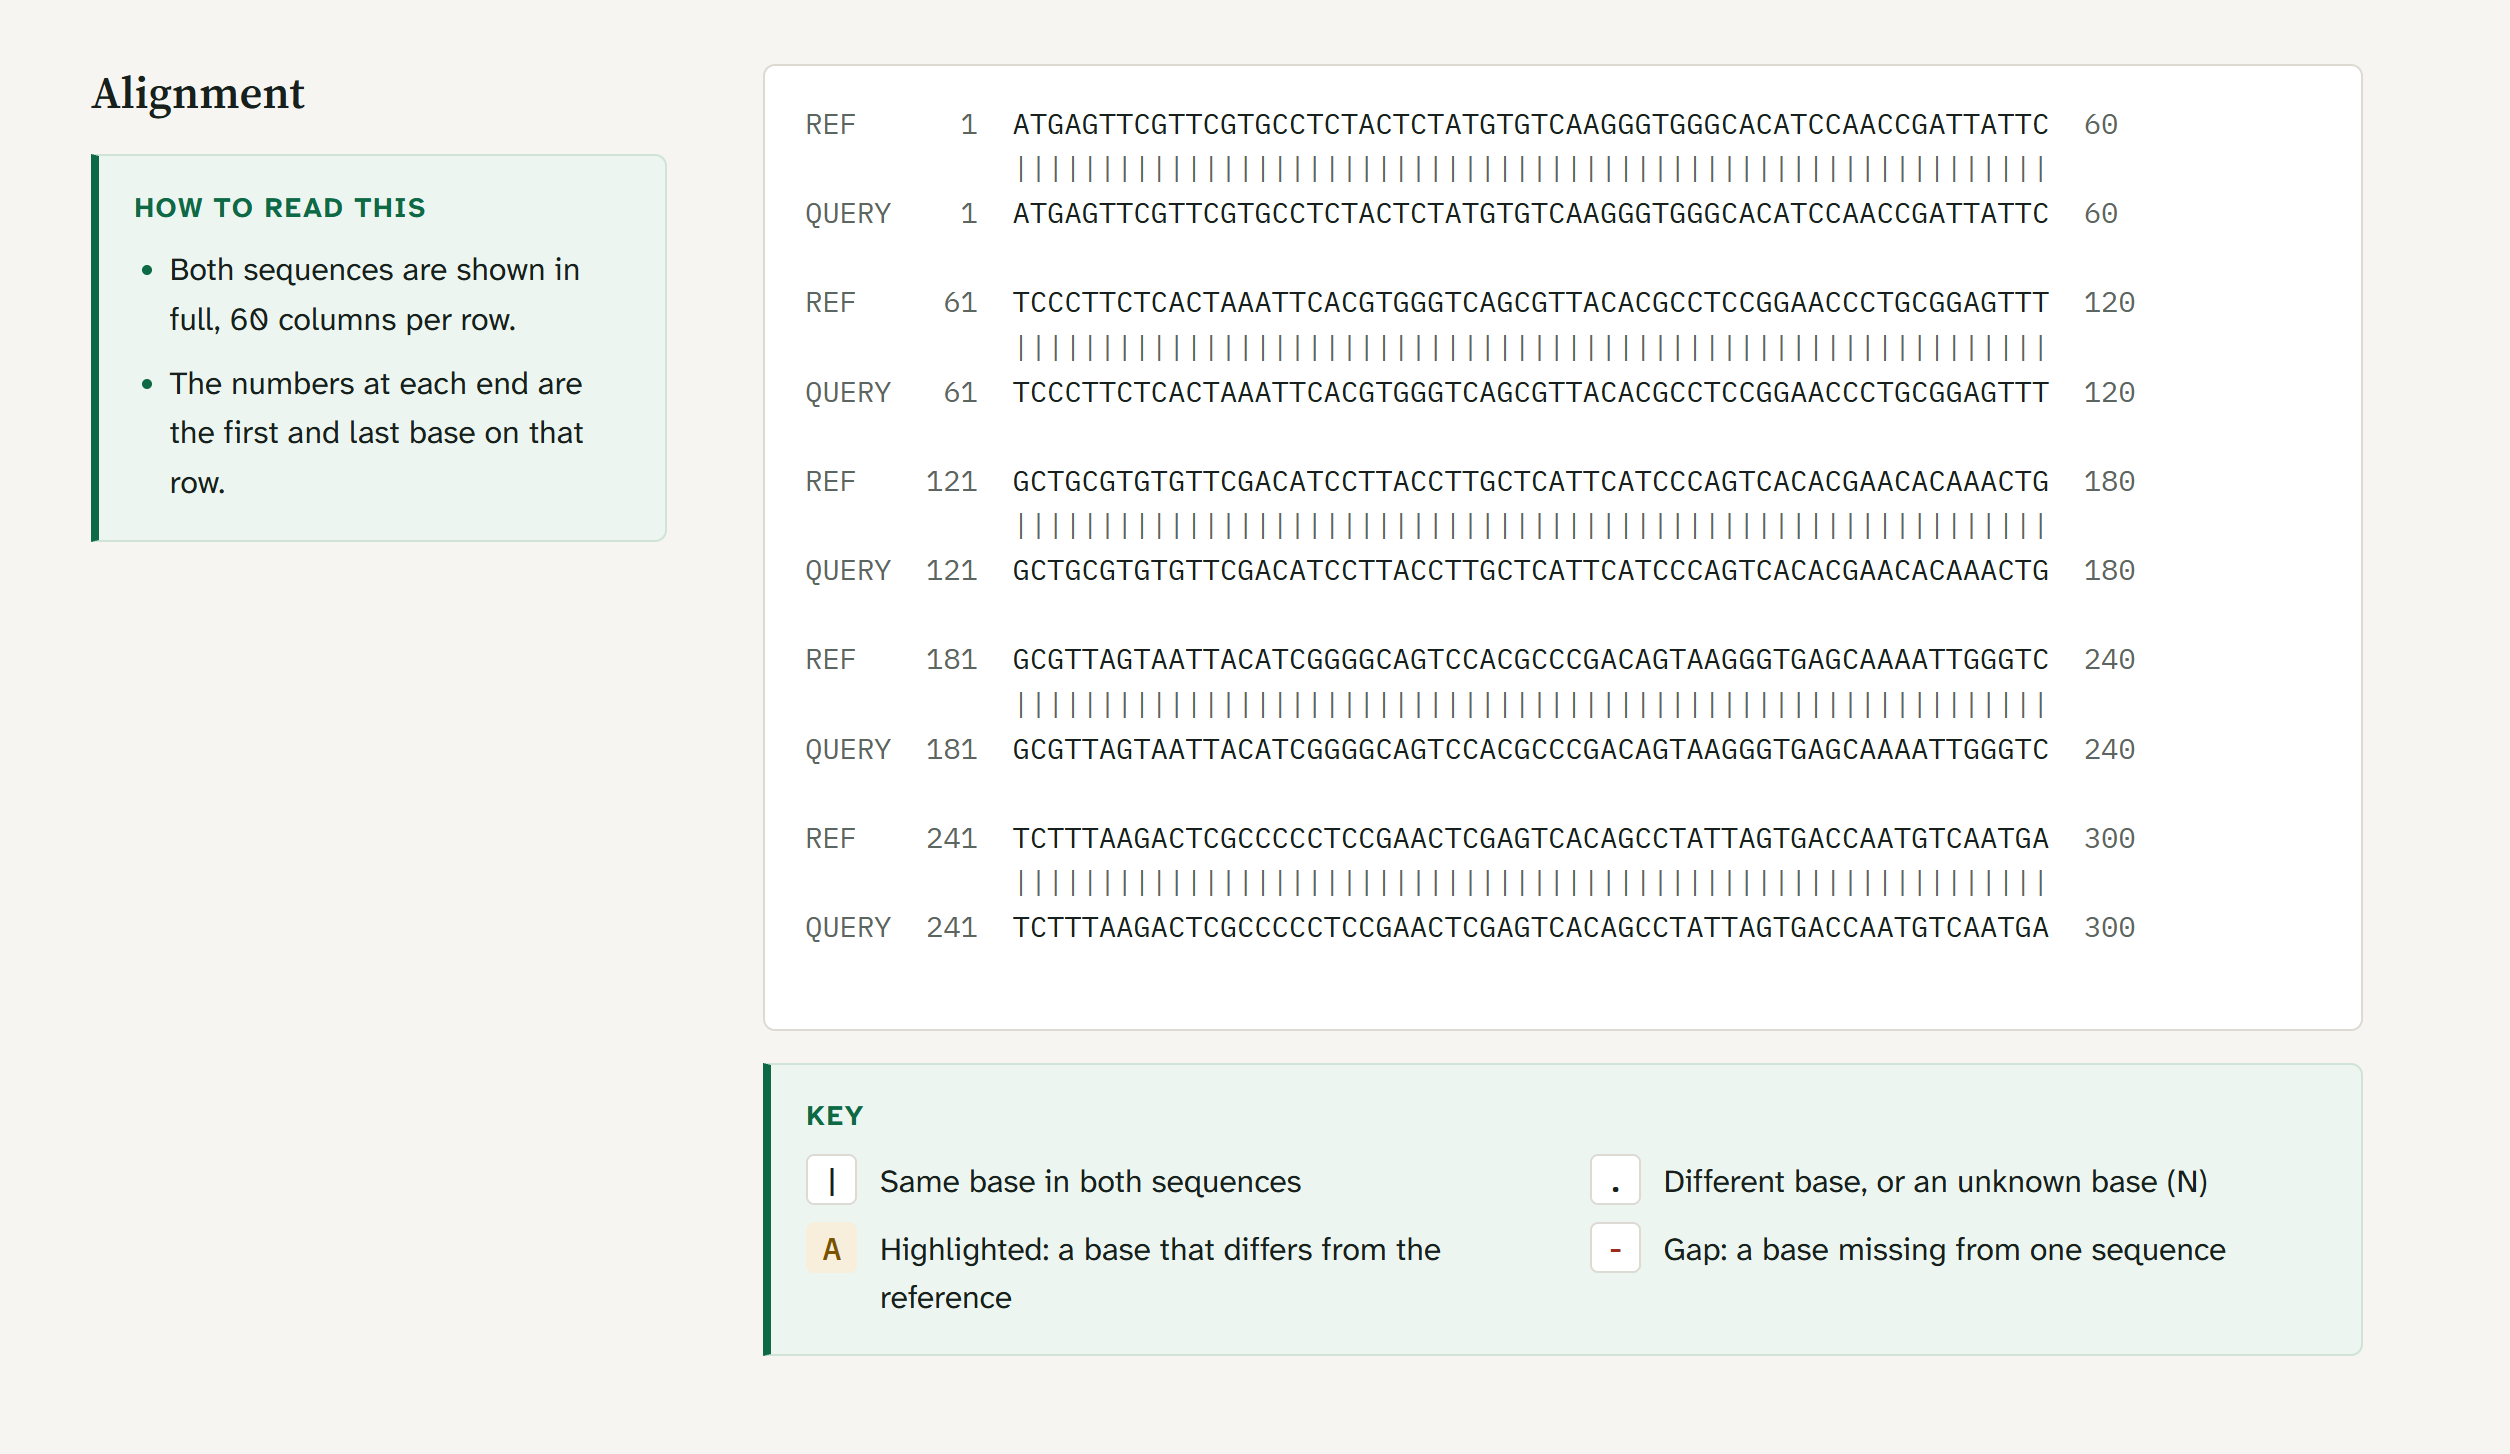 Alignment
HOW TO READ THIS
• Both sequences are shown in
full, 60 columns per row.
• The numbers at each end are
the first and last base on that
row.
REF 1 ATGAGTTCGTTCGTGCCTCTACTCTATGTGTCAAGGGTGGGCACATCCAACCGATTATTC 60
||||||||||||||||||||||||||||||||||||||||||||||||||||||||||||
QUERY 1 ATGAGTTCGTTCGTGCCTCTACTCTATGTGTCAAGGGTGGGCACATCCAACCGATTATTC 60
REF 61 TCCCTTCTCACTAAATTCACGTGGGTCAGCGTTACACGCCTCCGGAACCCTGCGGAGTTT 120
||||||||||||||||||||||||||||||||||||||||||||||||||||||||||||
QUERY 61 TCCCTTCTCACTAAATTCACGTGGGTCAGCGTTACACGCCTCCGGAACCCTGCGGAGTTT 120
REF 121 GCTGCGTGTGTTCGACATCCTTACCTTGCTCATTCATCCCAGTCACACGAACACAAACTG 180
||||||||||||||||||||||||||||||||||||||||||||||||||||||||||||
QUERY 121 GCTGCGTGTGTTCGACATCCTTACCTTGCTCATTCATCCCAGTCACACGAACACAAACTG 180
REF 181 GCGTTAGTAATTACATCGGGGCAGTCCACGCCCGACAGTAAGGGTGAGCAAAATTGGGTC 240
||||||||||||||||||||||||||||||||||||||||||||||||||||||||||||
QUERY 181 GCGTTAGTAATTACATCGGGGCAGTCCACGCCCGACAGTAAGGGTGAGCAAAATTGGGTC 240
REF 241 TCTTTAAGACTCGCCCCCTCCGAACTCGAGTCACAGCCTATTAGTGACCAATGTCAATGA 300
||||||||||||||||||||||||||||||||||||||||||||||||||||||||||||
QUERY 241 TCTTTAAGACTCGCCCCCTCCGAACTCGAGTCACAGCCTATTAGTGACCAATGTCAATGA 300
KEY
| Same base in both sequences
. Different base, or an unknown base (N)
A Highlighted: a base that differs from the
reference
- Gap: a base missing from one sequence